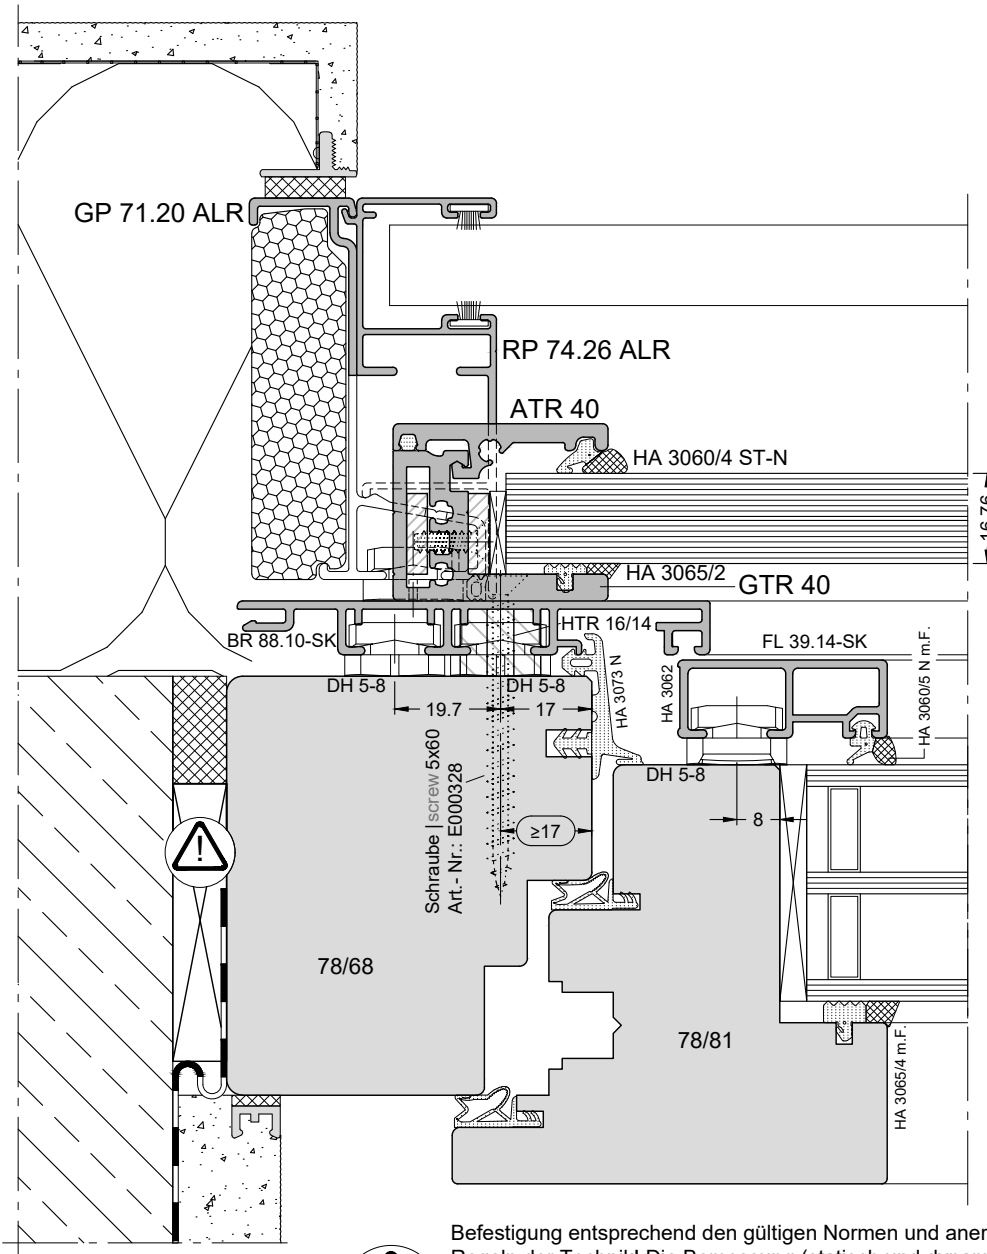 GP 71.20 ALR
RP 74.26 ALR
ATR 40
HA 3060/4 ST-N
16.76
HA 3065/2
GTR 40
HTR 16/14
BR 88.10-SK
FL 39.14-SK
HA 3060/5 N m.F.
HA 3062
HA 3073 N
DH 5-8
DH 5-8
19.7
17
DH 5-8
8
Schraube | screw 5x60
Art.- Nr.: E000328
≥17
!
78/68
78/81
HA 3065/4 m.F.
Befestigung entsprechend den gültigen Normen und aner